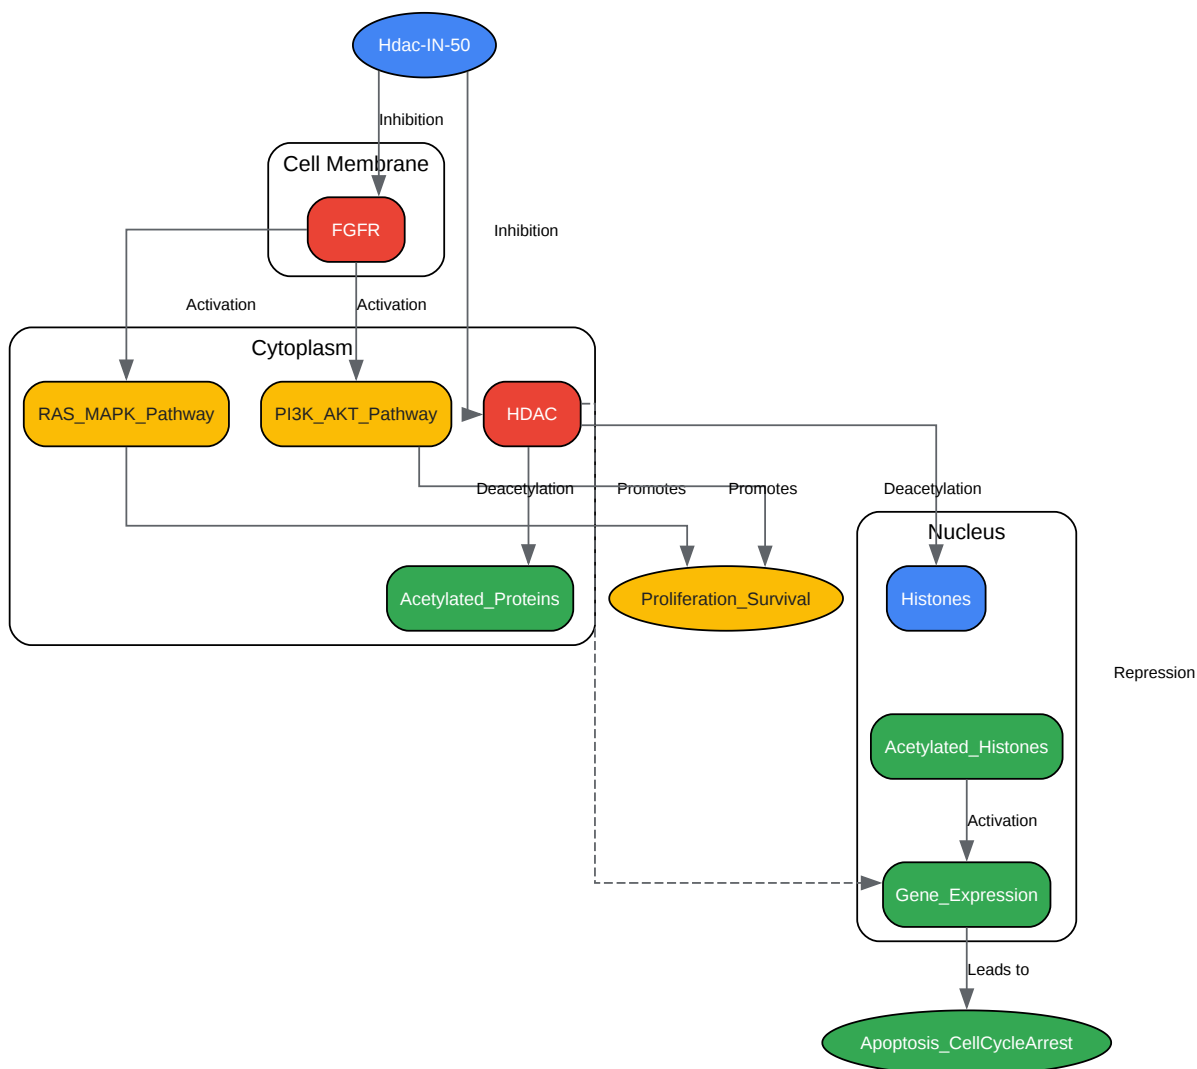 Hdac-IN-50
Inhibition
Cell Membrane
FGFR
Inhibition
Activation
Activation
Cytoplasm
RAS_MAPK_Pathway
PI3K_AKT_Pathway
HDAC
Deacetylation
Promotes
Promotes
Deacetylation
Nucleus
Acetylated_Proteins
Proliferation_Survival
Histones
Repression
Acetylated_Histones
Activation
Gene_Expression
Leads to
Apoptosis_CellCycleArrest